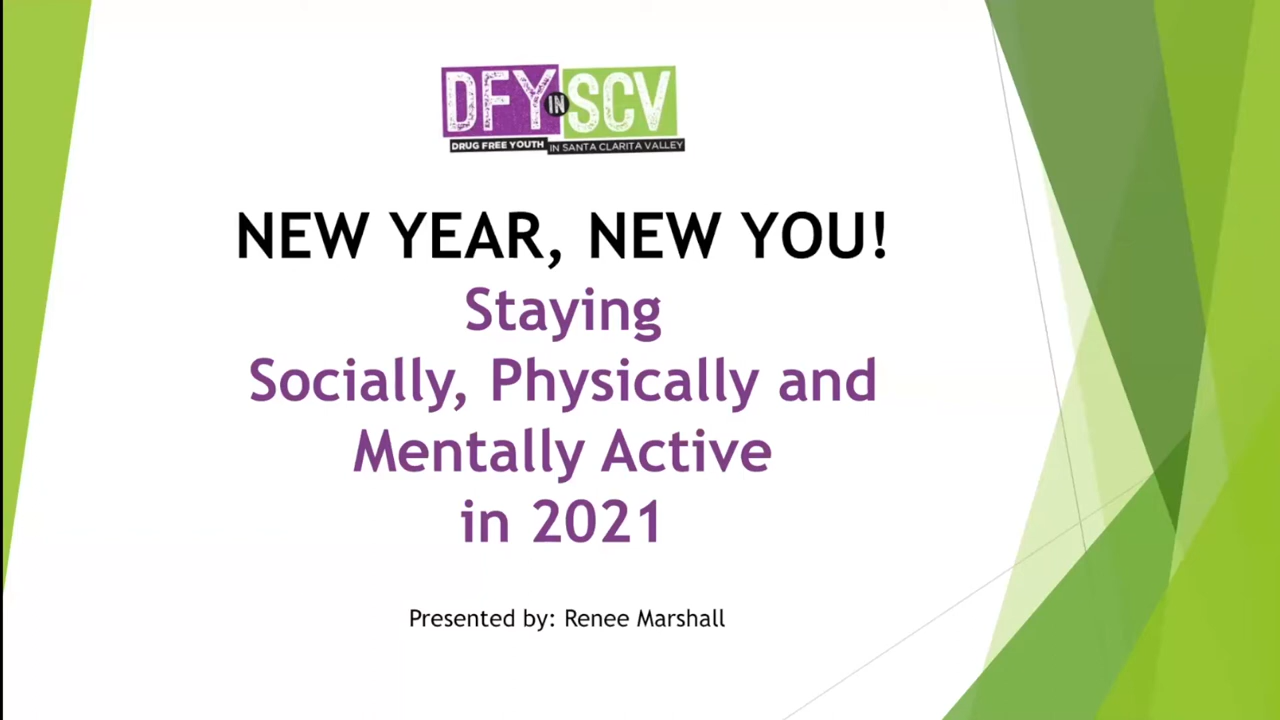 DFY IN SCV
DRUG FREE YOUTH IN SANTA CLARITA VALLEY
NEW YEAR, NEW YOU!
Staying
Socially, Physically and
Mentally Active
in 2021
Presented by: Renee Marshall